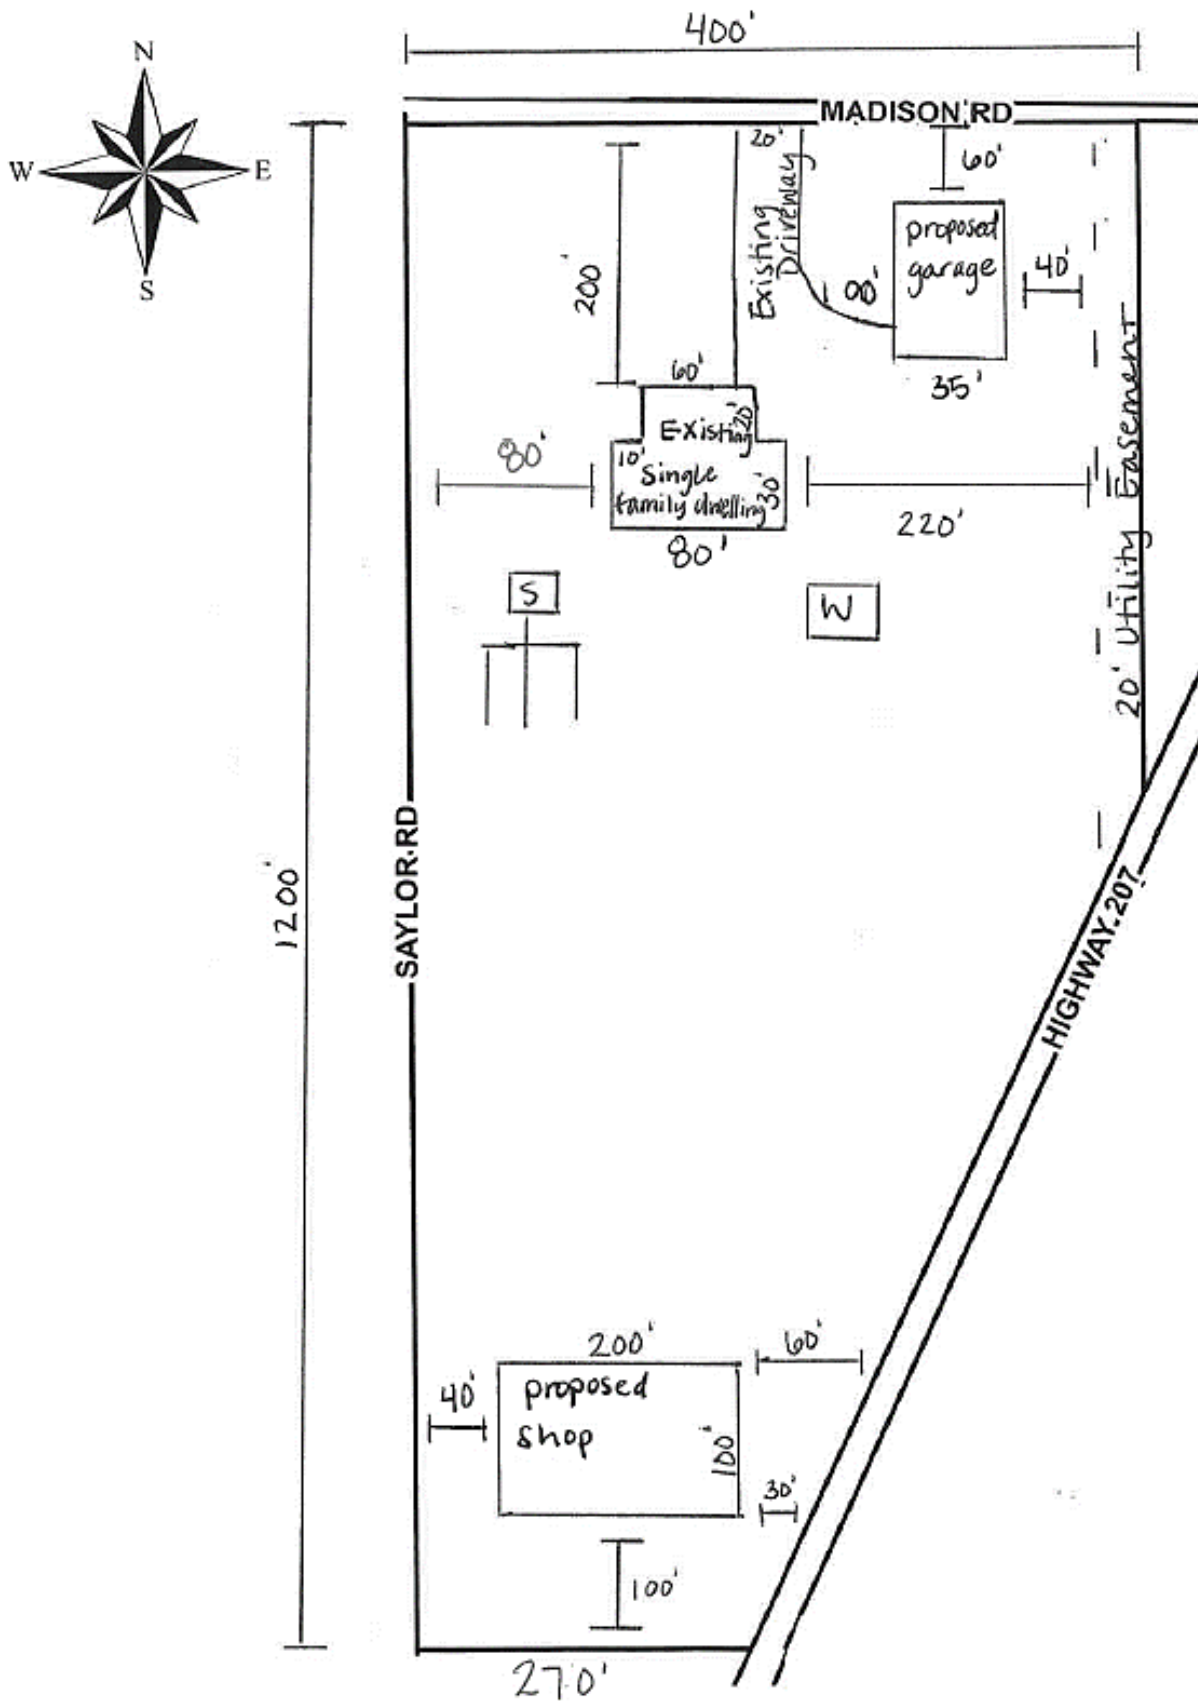 400'
N
W
E
S
MADISON RD
20'
60'
Existing
Driveway
proposed
garage
200'
40'
35'
60'
Existing
20'
10'
single
family dwelling
30'
80'
80'
220'
20' Utility Easement
S
W
1200'
SAYLOR RD
HIGHWAY 207
200'
60'
40'
proposed
shop
100'
30'
100'
270'